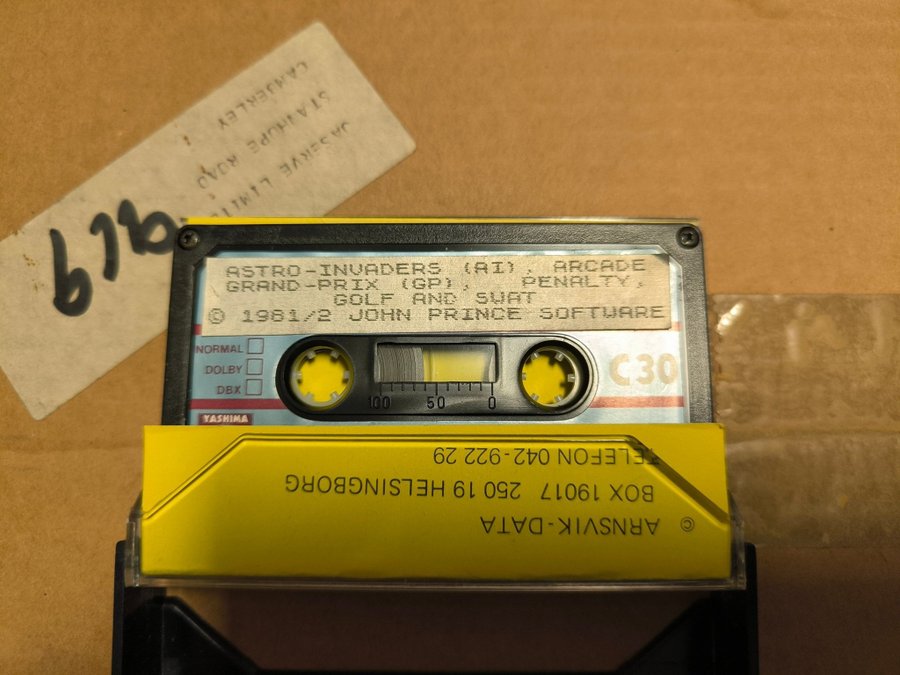 CAMBERLEY
STANHOPE ROAD
ASTRO-INVADERS (AI), ARCADE
GRAND-PRIX (GP), PENALTY,
GOLF AND SWAT
© 1981/2 JOHN PRINCE SOFTWARE
NORMAL
DOLBY
DBX
C30
100 50 0
YASHIMA
© ARNSVIK-DATA
BOX 19017 250 19 HELSINGBORG
TELEFON 042-922 29